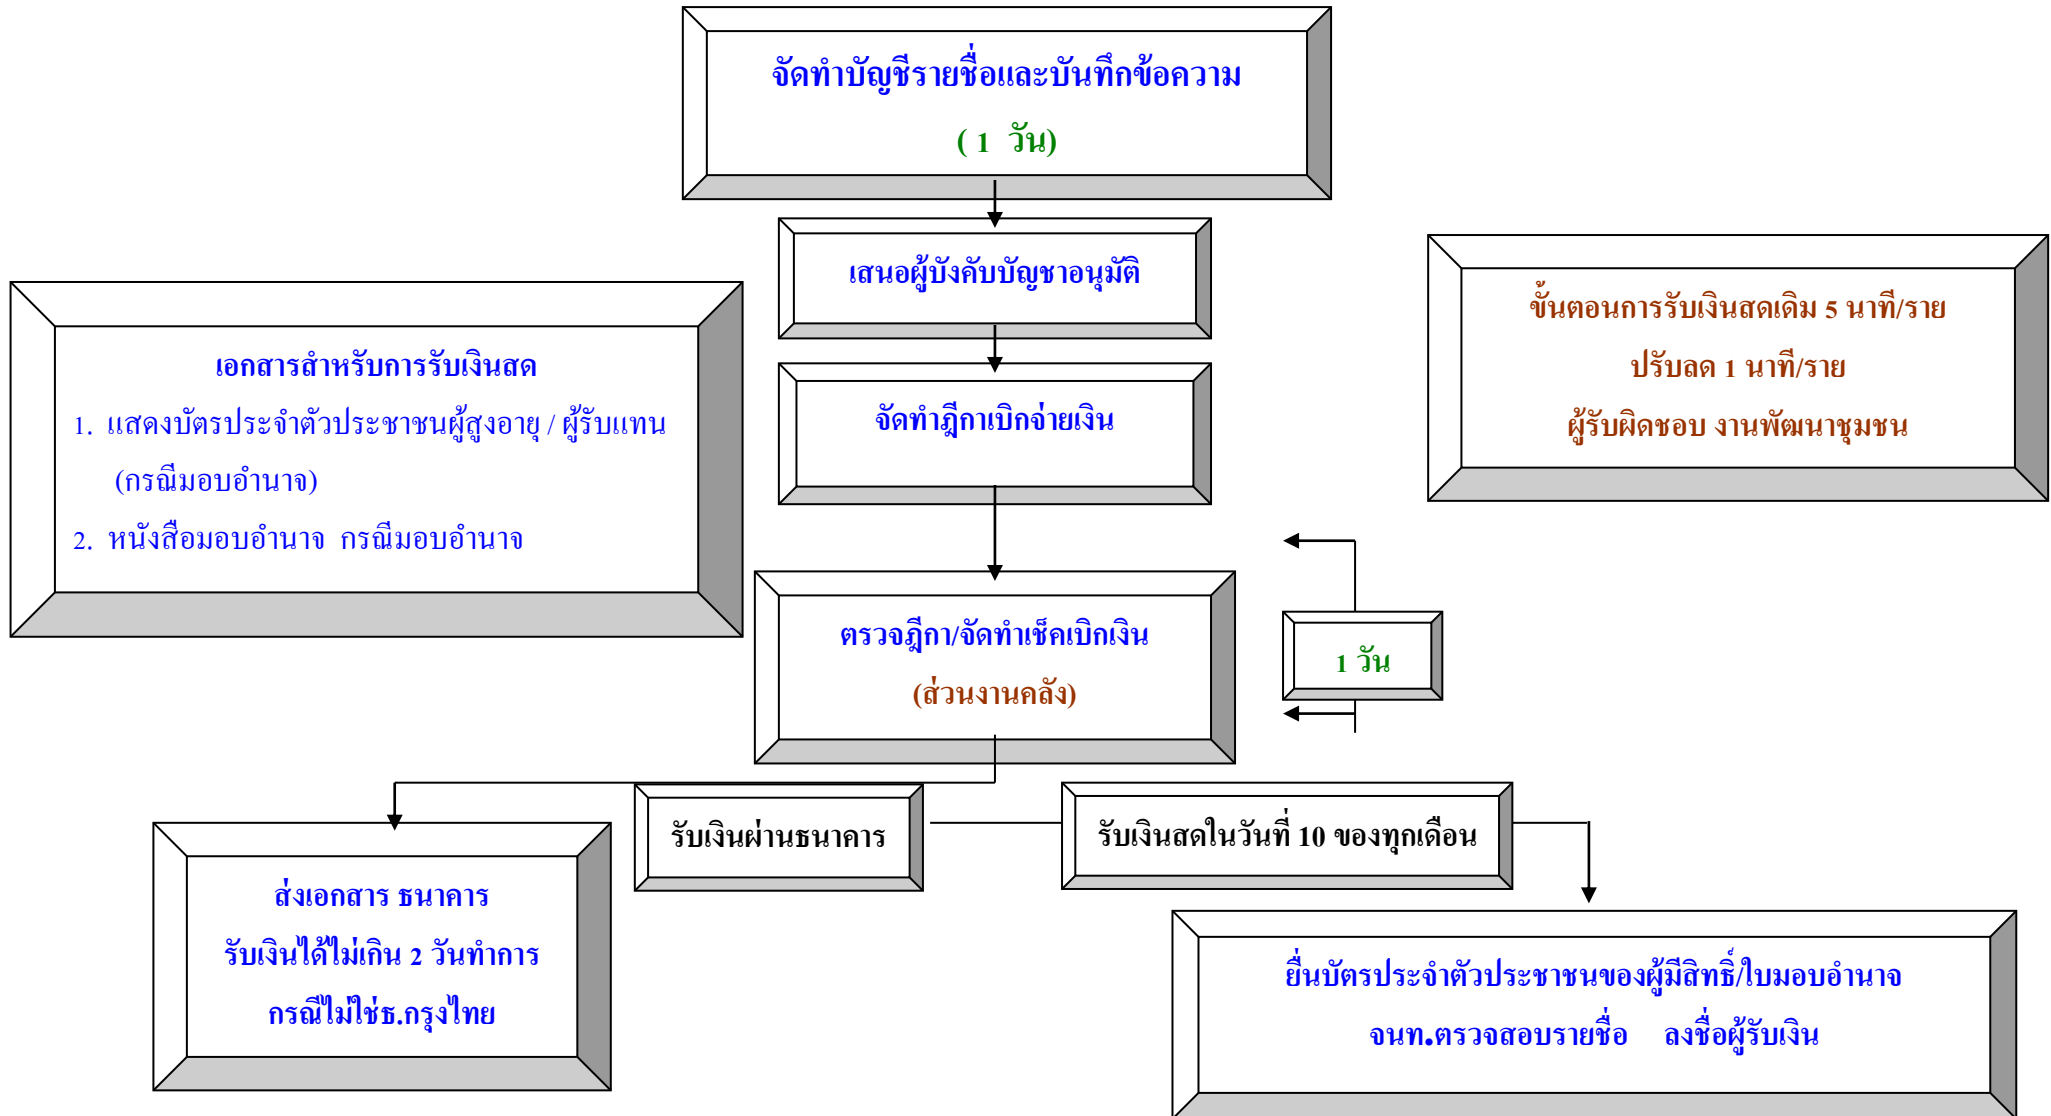 จัดทำบัญชีรายชื่อและบันทึกข้อความ
( 1 วัน)
เสนอผู้บังคับบัญชาอนุมัติ
ขั้นตอนการรับเงินสดเดิม 5 นาที/ราย
ปรับลด 1 นาที/ราย
ผู้รับผิดชอบ งานพัฒนาชุมชน
เอกสารสำหรับการรับเงินสด
1. แสดงบัตรประจำตัวประชาชนผู้สูงอายุ / ผู้รับแทน
(กรณีมอบอำนาจ)
2. หนังสือมอบอำนาจ กรณีมอบอำนาจ
จัดทำฎีกาเบิกจ่ายเงิน
ตรวจฎีกา/จัดทำเช็คเบิกเงิน
(ส่วนงานคลัง)
1 วัน
รับเงินผ่านธนาคาร
รับเงินสดในวันที่ 10 ของทุกเดือน
ส่งเอกสาร ธนาคาร
รับเงินได้ไม่เกิน 2 วันทำการ
กรณีไม่ใช่ธ.กรุงไทย
ยื่นบัตรประจำตัวประชาชนของผู้มีสิทธิ์/ใบมอบอำนาจ
จนท.ตรวจสอบรายชื่อ ลงชื่อผู้รับเงิน